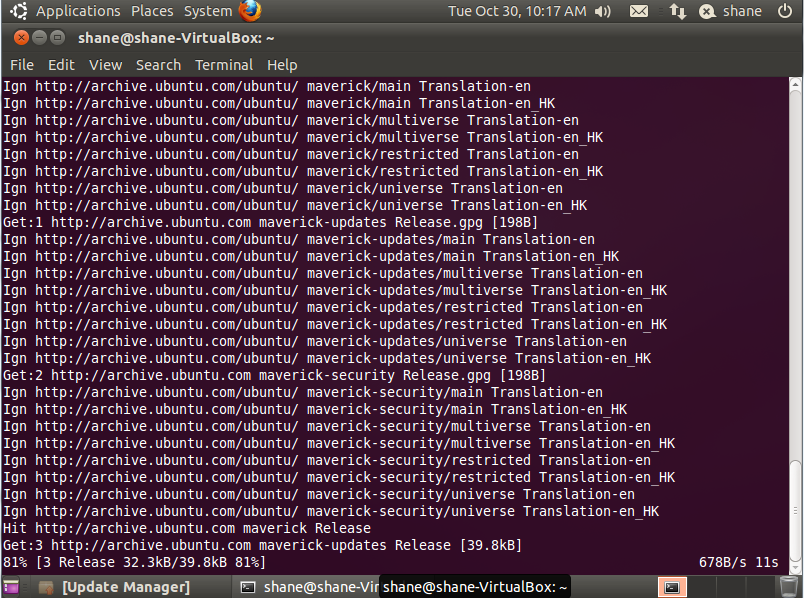 Applications Places System Tue Oct 30, 10:17 AM shane
shane@shane-VirtualBox: ~
File Edit View Search Terminal Help
Ign http://archive.ubuntu.com/ubuntu/ maverick/main Translation-en
Ign http://archive.ubuntu.com/ubuntu/ maverick/main Translation-en_HK
Ign http://archive.ubuntu.com/ubuntu/ maverick/multiverse Translation-en
Ign http://archive.ubuntu.com/ubuntu/ maverick/multiverse Translation-en_HK
Ign http://archive.ubuntu.com/ubuntu/ maverick/restricted Translation-en
Ign http://archive.ubuntu.com/ubuntu/ maverick/restricted Translation-en_HK
Ign http://archive.ubuntu.com/ubuntu/ maverick/universe Translation-en
Ign http://archive.ubuntu.com/ubuntu/ maverick/universe Translation-en_HK
Get:1 http://archive.ubuntu.com maverick-updates Release.gpg [198B]
Ign http://archive.ubuntu.com/ubuntu/ maverick-updates/main Translation-en
Ign http://archive.ubuntu.com/ubuntu/ maverick-updates/main Translation-en_HK
Ign http://archive.ubuntu.com/ubuntu/ maverick-updates/multiverse Translation-en
Ign http://archive.ubuntu.com/ubuntu/ maverick-updates/multiverse Translation-en_HK
Ign http://archive.ubuntu.com/ubuntu/ maverick-updates/restricted Translation-en
Ign http://archive.ubuntu.com/ubuntu/ maverick-updates/restricted Translation-en_HK
Ign http://archive.ubuntu.com/ubuntu/ maverick-updates/universe Translation-en
Ign http://archive.ubuntu.com/ubuntu/ maverick-updates/universe Translation-en_HK
Get:2 http://archive.ubuntu.com maverick-security Release.gpg [198B]
Ign http://archive.ubuntu.com/ubuntu/ maverick-security/main Translation-en
Ign http://archive.ubuntu.com/ubuntu/ maverick-security/main Translation-en_HK
Ign http://archive.ubuntu.com/ubuntu/ maverick-security/multiverse Translation-en
Ign http://archive.ubuntu.com/ubuntu/ maverick-security/multiverse Translation-en_HK
Ign http://archive.ubuntu.com/ubuntu/ maverick-security/restricted Translation-en
Ign http://archive.ubuntu.com/ubuntu/ maverick-security/restricted Translation-en_HK
Ign http://archive.ubuntu.com/ubuntu/ maverick-security/universe Translation-en
Ign http://archive.ubuntu.com/ubuntu/ maverick-security/universe Translation-en_HK
Hit http://archive.ubuntu.com maverick Release
Get:3 http://archive.ubuntu.com maverick-updates Release [39.8kB]
81% [3 Release 32.3kB/39.8kB 81%] 678B/s 11s
[Update Manager] shane@shane-Vir shane@shane-VirtualBox: ~